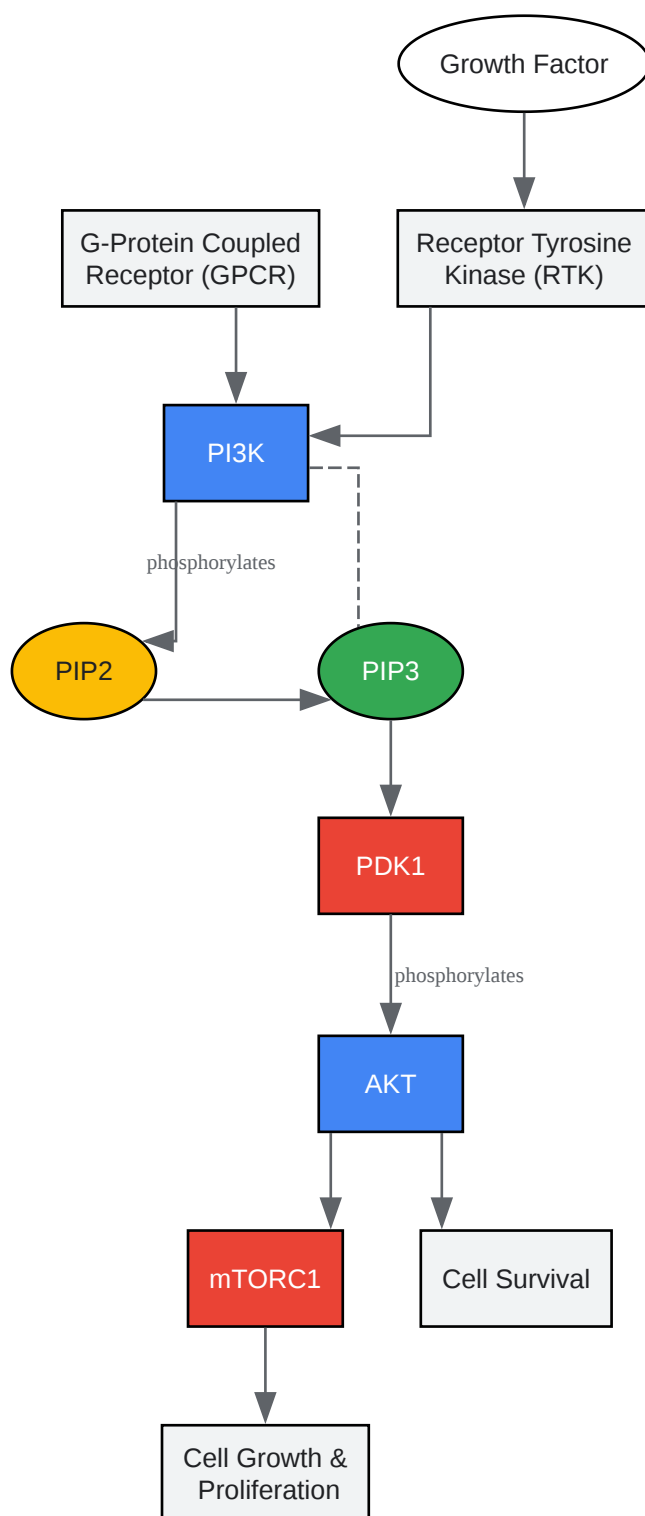 Growth Factor
G-Protein Coupled
Receptor (GPCR)
Receptor Tyrosine
Kinase (RTK)
PI3K
phosphorylates
PIP2
PIP3
PDK1
phosphorylates
AKT
mTORC1
Cell Survival
Cell Growth &
Proliferation